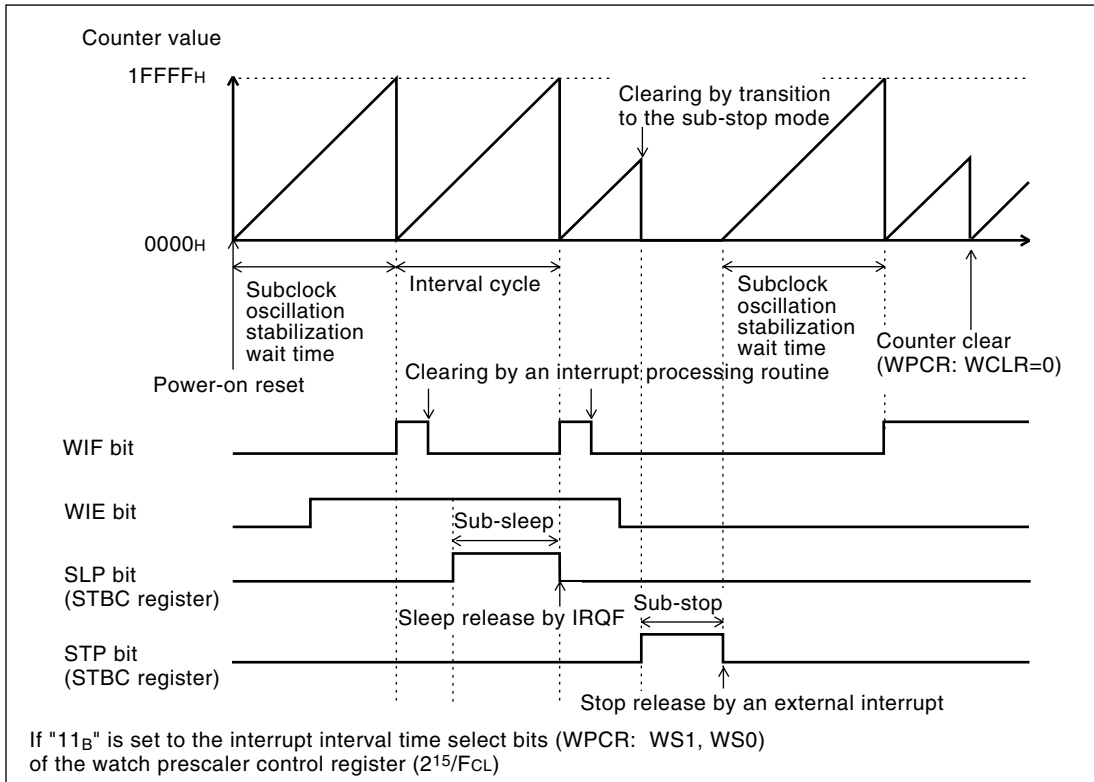 Counter value
1FFFFH
Clearing by transition
to the sub-stop mode
0000H
Subclock
oscillation
stabilization
wait time
Interval cycle
Subclock
oscillation
stabilization
wait time
Counter clear
(WPCR: WCLR=0)
Power-on reset
Clearing by an interrupt processing routine
WIF bit
WIE bit
Sub-sleep
SLP bit
(STBC register)
Sleep release by IRQF
Sub-stop
STP bit
(STBC register)
Stop release by an external interrupt
If "11B" is set to the interrupt interval time select bits (WPCR: WS1, WS0)
of the watch prescaler control register (2¹⁵/FCL)